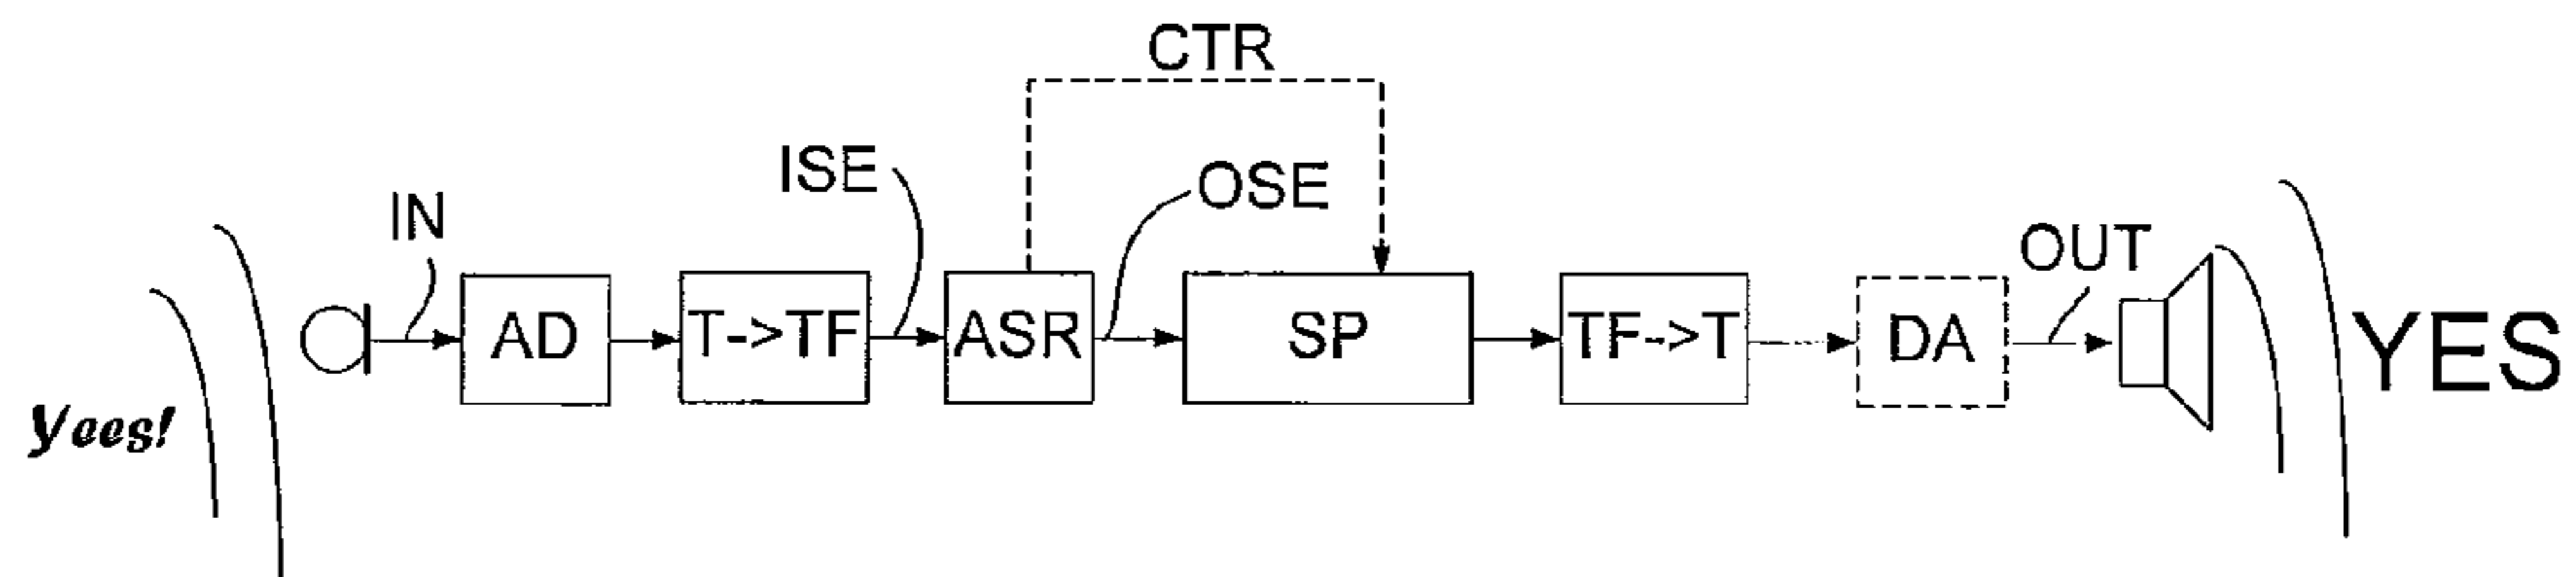 CTR
ISE
OSE
IN
OUT
AD
T->TF
ASR
SP
TF->T
DA
YES
Yees!